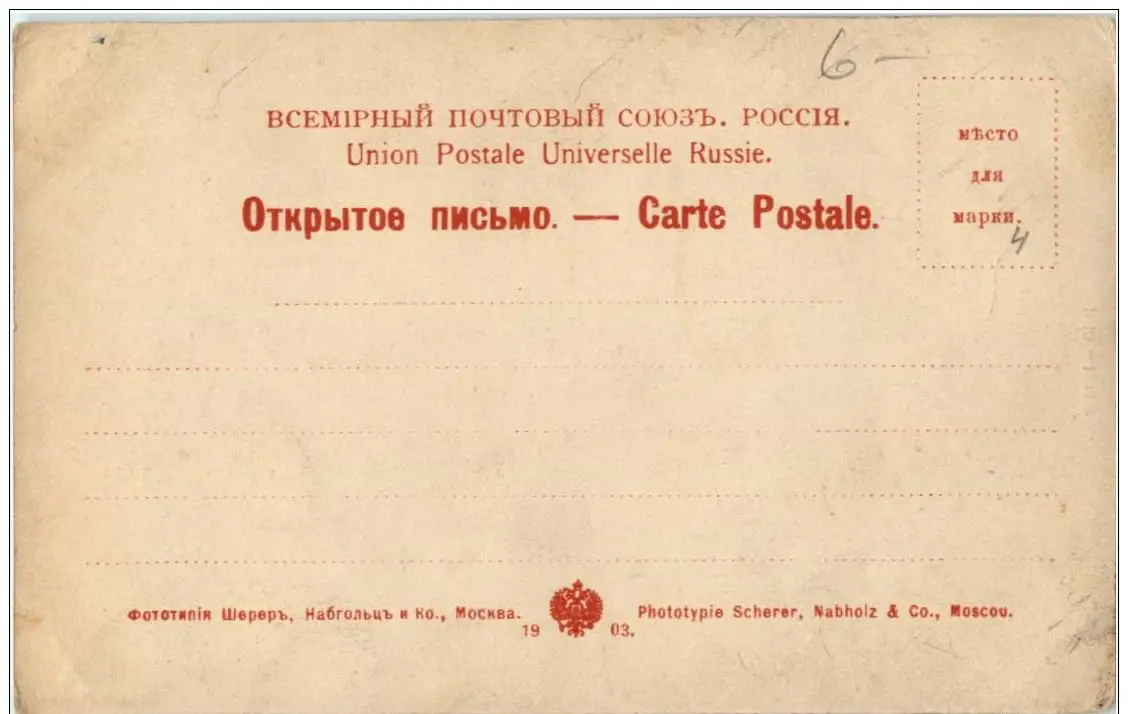 6 —
ВСЕМІРНЫЙ ПОЧТОВЫЙ СОЮЗЪ. РОССІЯ.
Union Postale Universelle Russie.
Открытое письмо. — Carte Postale.
мѣсто
для
марки.
4
Фототипія Шереръ, Набгольцъ и Ко., Москва.
Phototypie Scherer, Nabholz & Co., Moscou.
19 03.